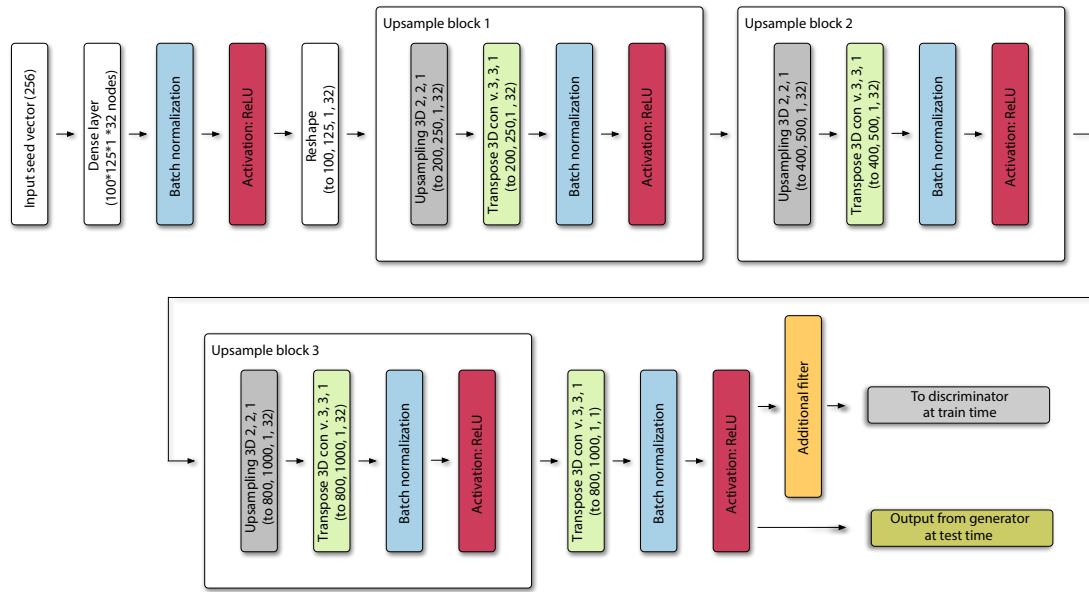 Input seed vector (256)
Dense layer
(100*125*1 *32 nodes)
Batch normalization
Activation: ReLU
Reshape
(to 100, 125, 1, 32)
Upsample block 1
Upsampling 3D 2, 2, 1
(to 200, 250, 1, 32)
Transpose 3D con v. 3, 3, 1
(to 200, 250,1 , 32)
Batch normalization
Activation: ReLU
Upsample block 2
Upsampling 3D 2, 2, 1
(to 400, 500, 1, 32)
Transpose 3D con v. 3, 3, 1
(to 400, 500, 1, 32)
Batch normalization
Activation: ReLU
Upsample block 3
Upsampling 3D 2, 2, 1
(to 800, 1000, 1, 32)
Transpose 3D con v. 3, 3, 1
(to 800, 1000, 1, 32)
Batch normalization
Activation: ReLU
Transpose 3D con v. 3, 3, 1
(to 800, 1000, 1, 1)
Batch normalization
Activation: ReLU
Additional filter
To discriminator
at train time
Output from generator
at test time